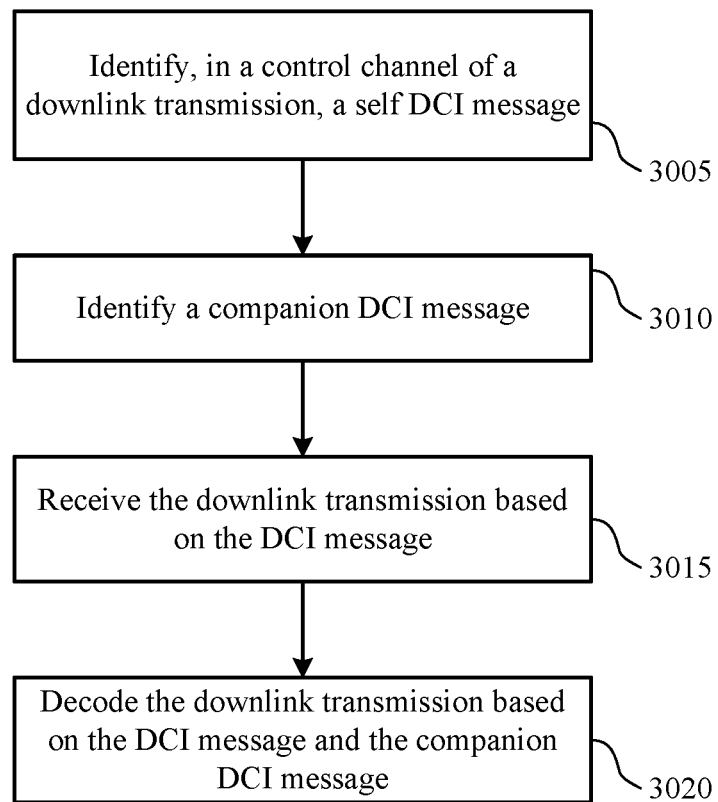 Identify, in a control channel of a
downlink transmission, a self DCI message
3005
Identify a companion DCI message
3010
Receive the downlink transmission based
on the DCI message
3015
Decode the downlink transmission based
on the DCI message and the companion
DCI message
3020